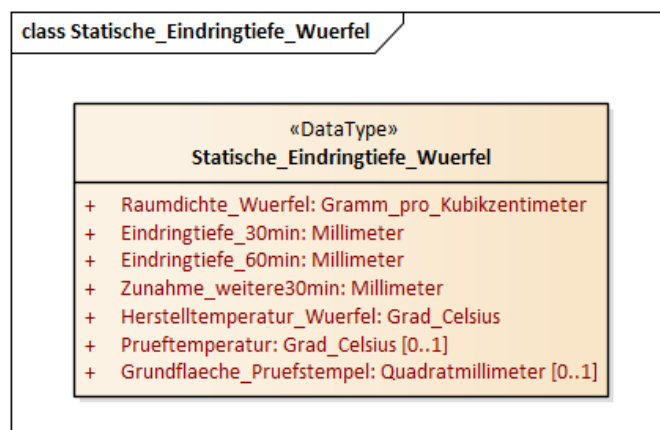 class Statische_Eindringtiefe_Wuerfel
«DataType»
Statische_Eindringtiefe_Wuerfel
+ Raumdichte_Wuerfel: Gramm_pro_Kubikzentimeter
+ Eindringtiefe_30min: Millimeter
+ Eindringtiefe_60min: Millimeter
+ Zunahme_weitere30min: Millimeter
+ Herstelltemperatur_Wuerfel: Grad_Celsius
+ Prueftemperatur: Grad_Celsius [0..1]
+ Grundflaeche_Pruefstempel: Quadratmillimeter [0..1]